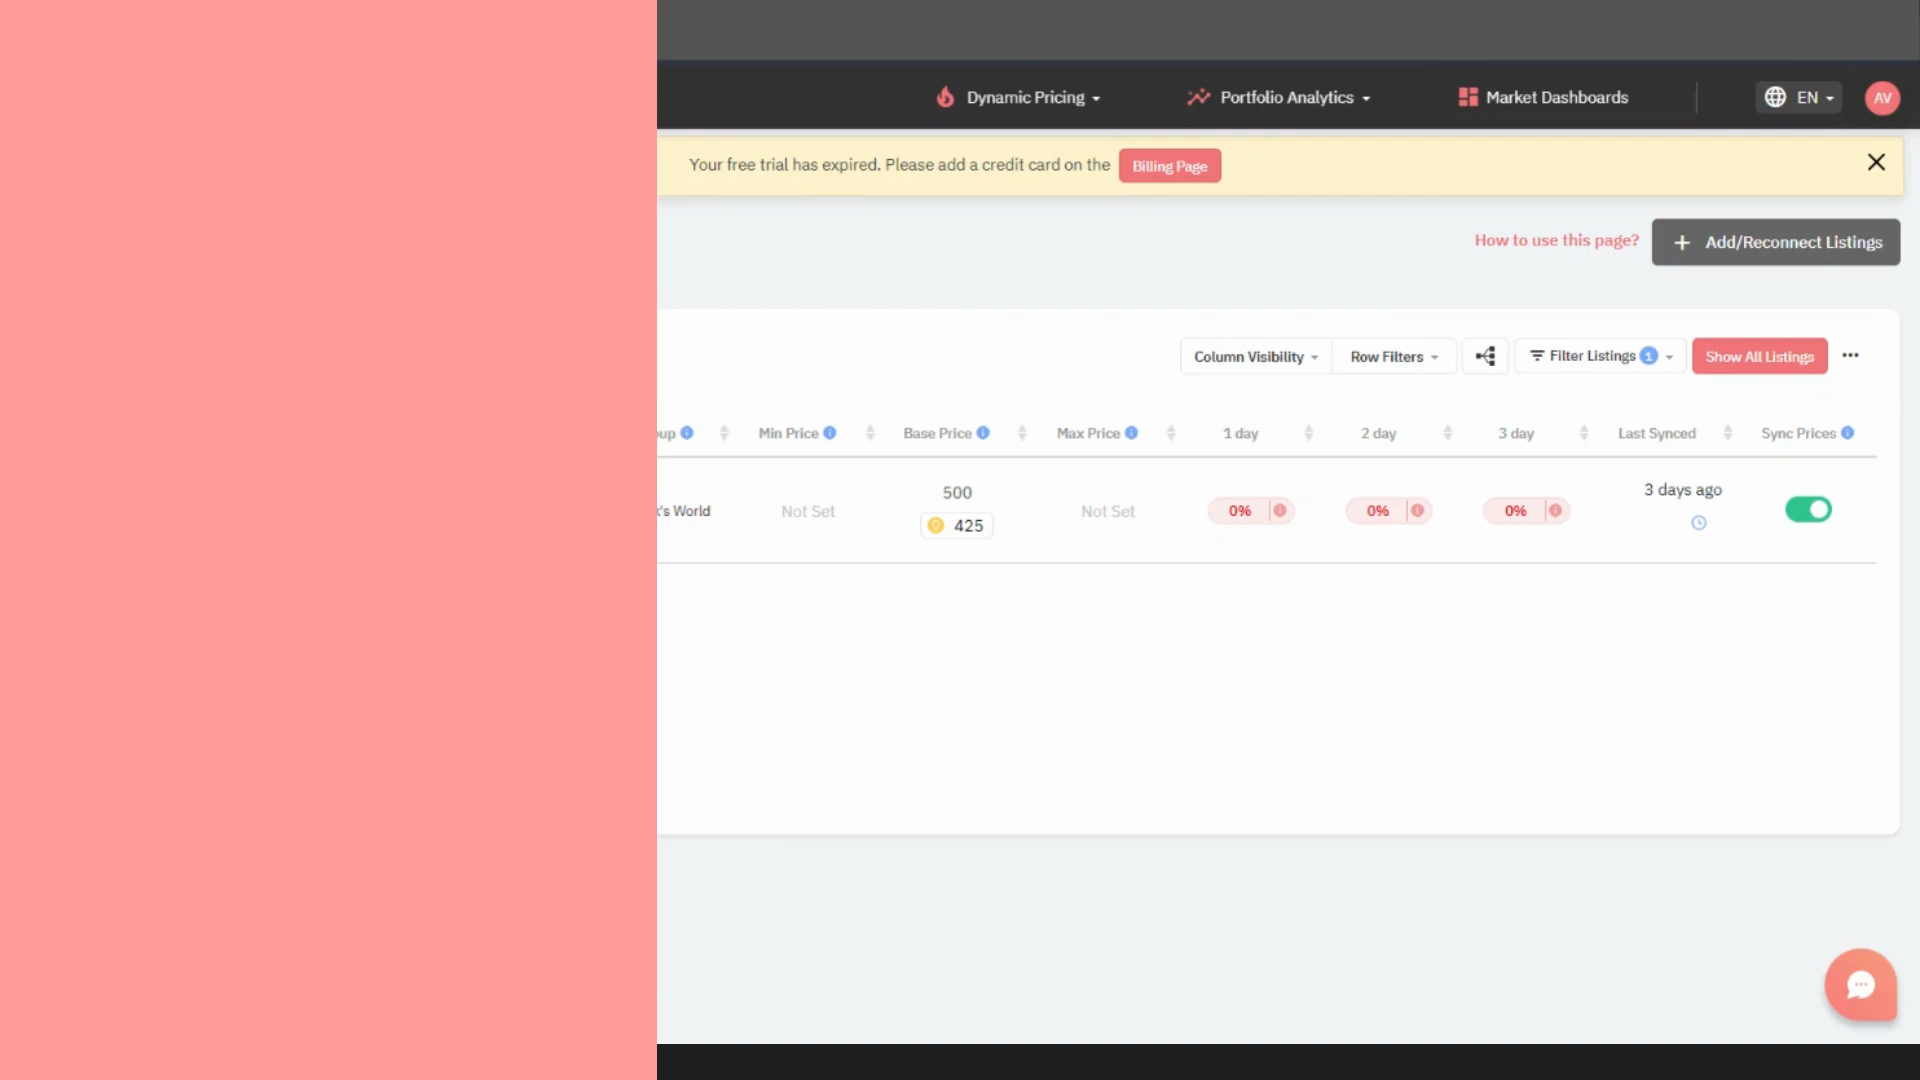 Dynamic Pricing
Portfolio Analytics
Market Dashboards
EN
AV
Your free trial has expired. Please add a credit card on the Billing Page
How to use this page?
+ Add/Reconnect Listings
Column Visibility
Row Filters
Filter Listings 1
Show All Listings
oup Min Price Base Price Max Price 1 day 2 day 3 day Last Synced Sync Prices
's World Not Set 500 Not Set 0% 0% 0% 3 days ago
425